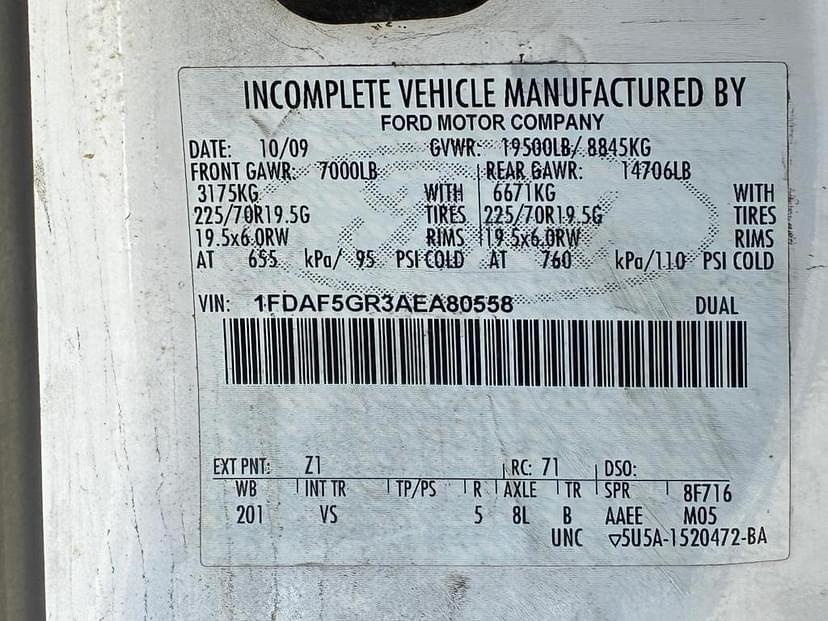 INCOMPLETE VEHICLE MANUFACTURED BY
FORD MOTOR COMPANY
DATE: 10/09 GVWR: 19500LB/ 8845KG
FRONT GAWR: 7000LB REAR GAWR: 14706LB
3175KG WITH 6671KG WITH
225/70R19.5G TIRES 225/70R19.5G TIRES
19.5x6.0RW RIMS 19.5x6.0RW RIMS
AT 655 kPa/ 95 PSI COLD AT 760 kPa/110 PSI COLD
VIN: 1FDAF5GR3AEA80558 DUAL
EXT PNT: Z1 RC: 71 DSO:
WB INT TR TP/PS R AXLE TR SPR 8F716
201 VS 5 8L B AAEE M05
UNC ▽5U5A-1520472-BA